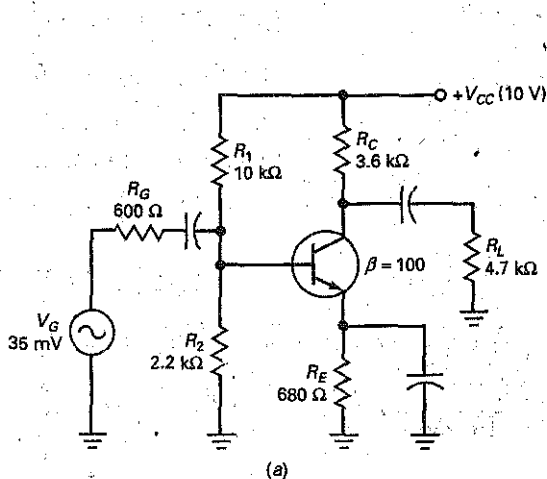 +V_CC (10 V)
R_1
10 kΩ
R_C
3.6 kΩ
R_G
600 Ω
R_L
4.7 kΩ
β = 100
V_G
35 mV
R_2
2.2 kΩ
R_E
680 Ω
(a)